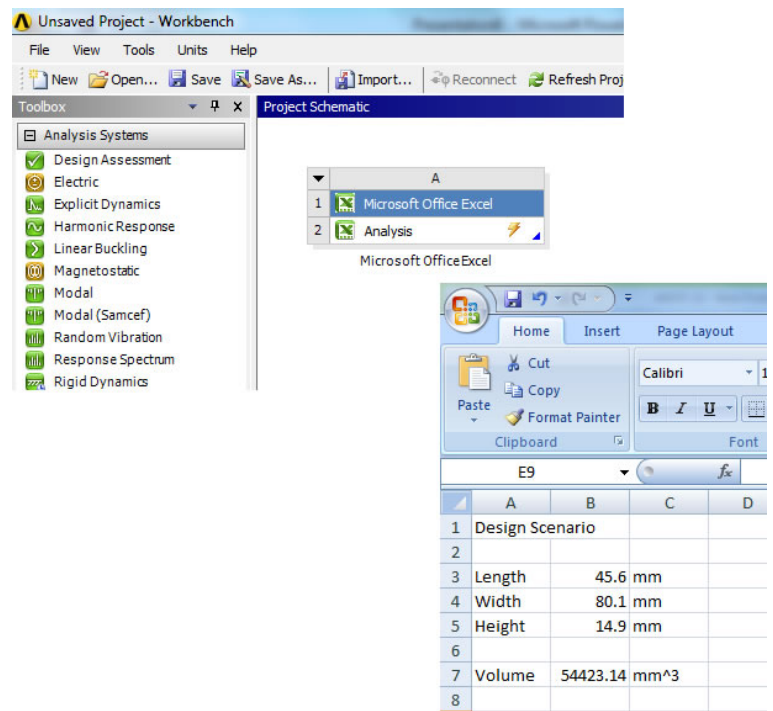 Unsaved Project - Workbench
File View Tools Units Help
New Open... Save Save As... Import... Reconnect Refresh Proj
Toolbox
Project Schematic
Analysis Systems
Design Assessment
Electric
Explicit Dynamics
Harmonic Response
Linear Buckling
Magnetostatic
Modal
Modal (Samcef)
Random Vibration
Response Spectrum
Rigid Dynamics
A
1 Microsoft Office Excel
2 Analysis
Microsoft Office Excel
Home Insert Page Layout
Cut
Copy
Paste
Format Painter
Clipboard
Calibri 1
B I U
Font
E9 fx
A B C D
1 Design Scenario
2
3 Length 45.6 mm
4 Width 80.1 mm
5 Height 14.9 mm
6
7 Volume 54423.14 mm^3
8